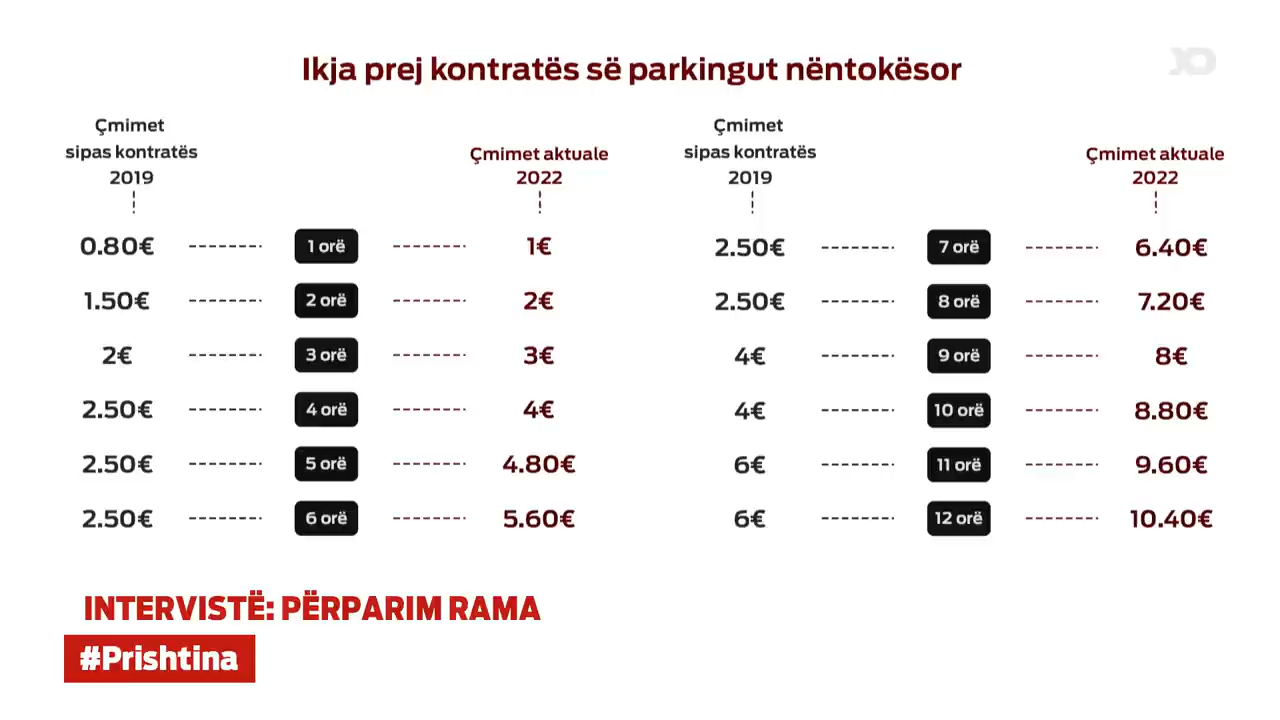 Ikja prej kontratës së parkingut nëntokësor
XO
Çmimet
sipas kontratës
2019
Çmimet aktuale
2022
0.80€ 1 orë 1€
1.50€ 2 orë 2€
2€ 3 orë 3€
2.50€ 4 orë 4€
2.50€ 5 orë 4.80€
2.50€ 6 orë 5.60€
Çmimet
sipas kontratës
2019
Çmimet aktuale
2022
2.50€ 7 orë 6.40€
2.50€ 8 orë 7.20€
4€ 9 orë 8€
4€ 10 orë 8.80€
6€ 11 orë 9.60€
6€ 12 orë 10.40€
INTERVISTË: PËRPARIM RAMA
#Prishtina